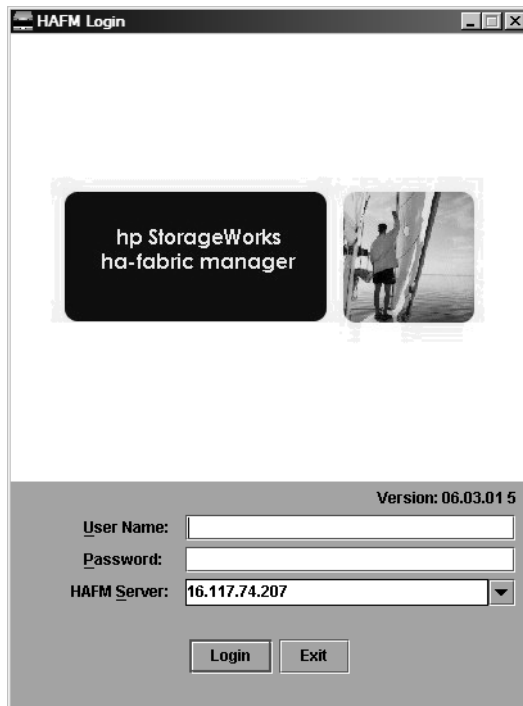 HAFM Login
hp StorageWorks
ha-fabric manager
Version: 06.03.01 5
User Name:
Password:
HAFM Server: 16.117.74.207
Login Exit